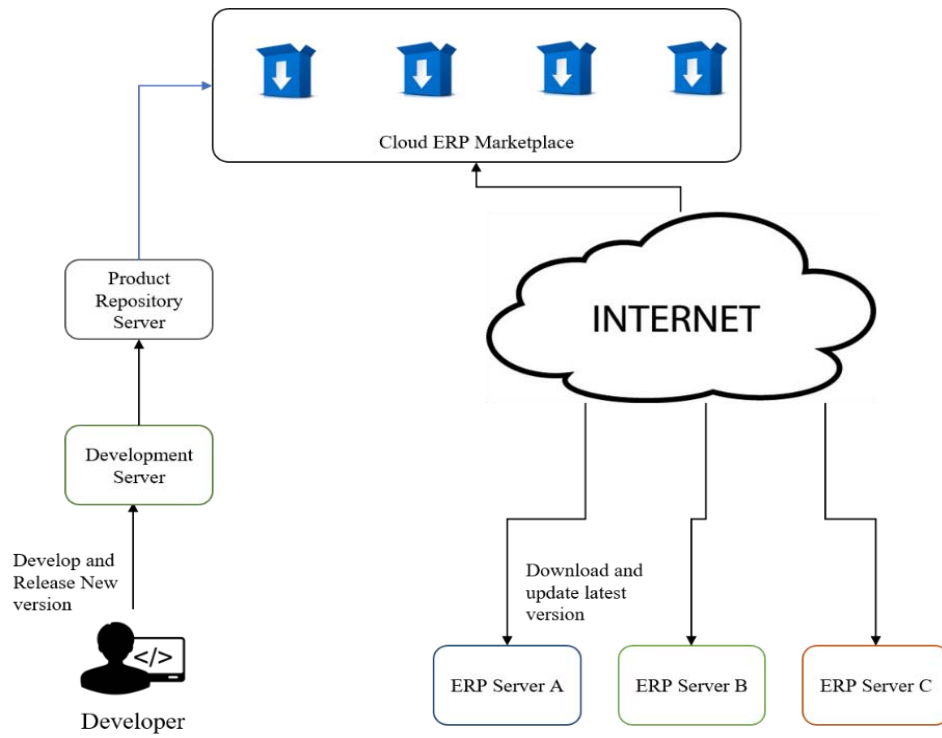 Cloud ERP Marketplace
Product
Repository
Server
INTERNET
Development
Server
Develop and
Release New
version
Download and
update latest
version
</>
Developer
ERP Server A
ERP Server B
ERP Server C